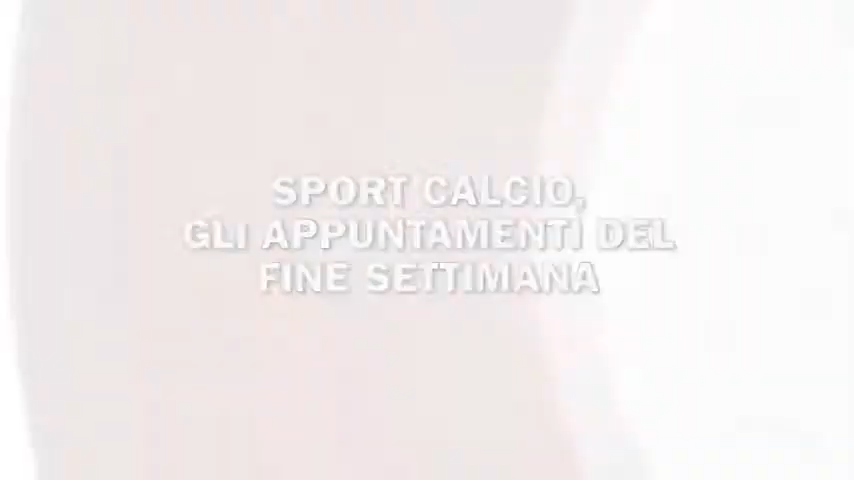 SPORT CALCIO,
GLI APPUNTAMENTI DEL
FINE SETTIMANA